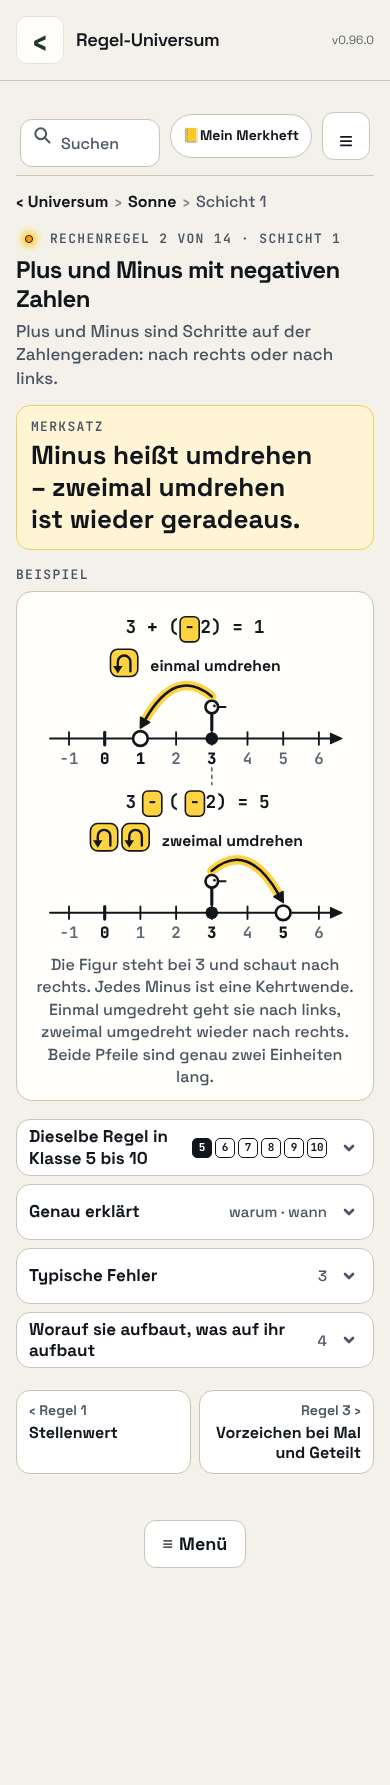 ‹ Regel-Universum v0.96.0
Suchen 📒Mein Merkheft ≡
‹ Universum > Sonne > Schicht 1
RECHENREGEL 2 VON 14 · SCHICHT 1
Plus und Minus mit negativen
Zahlen
Plus und Minus sind Schritte auf der
Zahlengeraden: nach rechts oder nach
links.
MERKSATZ
Minus heißt umdrehen
– zweimal umdrehen
ist wieder geradeaus.
BEISPIEL
3 + (-2) = 1
einmal umdrehen
-1 0 1 2 3 4 5 6
3 - (-2) = 5
zweimal umdrehen
-1 0 1 2 3 4 5 6
Die Figur steht bei 3 und schaut nach
rechts. Jedes Minus ist eine Kehrtwende.
Einmal umgedreht geht sie nach links,
zweimal umgedreht wieder nach rechts.
Beide Pfeile sind genau zwei Einheiten
lang.
Dieselbe Regel in
Klasse 5 bis 10
5 6 7 8 9 10
Genau erklärt warum · wann
Typische Fehler 3
Worauf sie aufbaut, was auf ihr
aufbaut
4
‹ Regel 1
Stellenwert
Regel 3 ›
Vorzeichen bei Mal
und Geteilt
≡ Menü